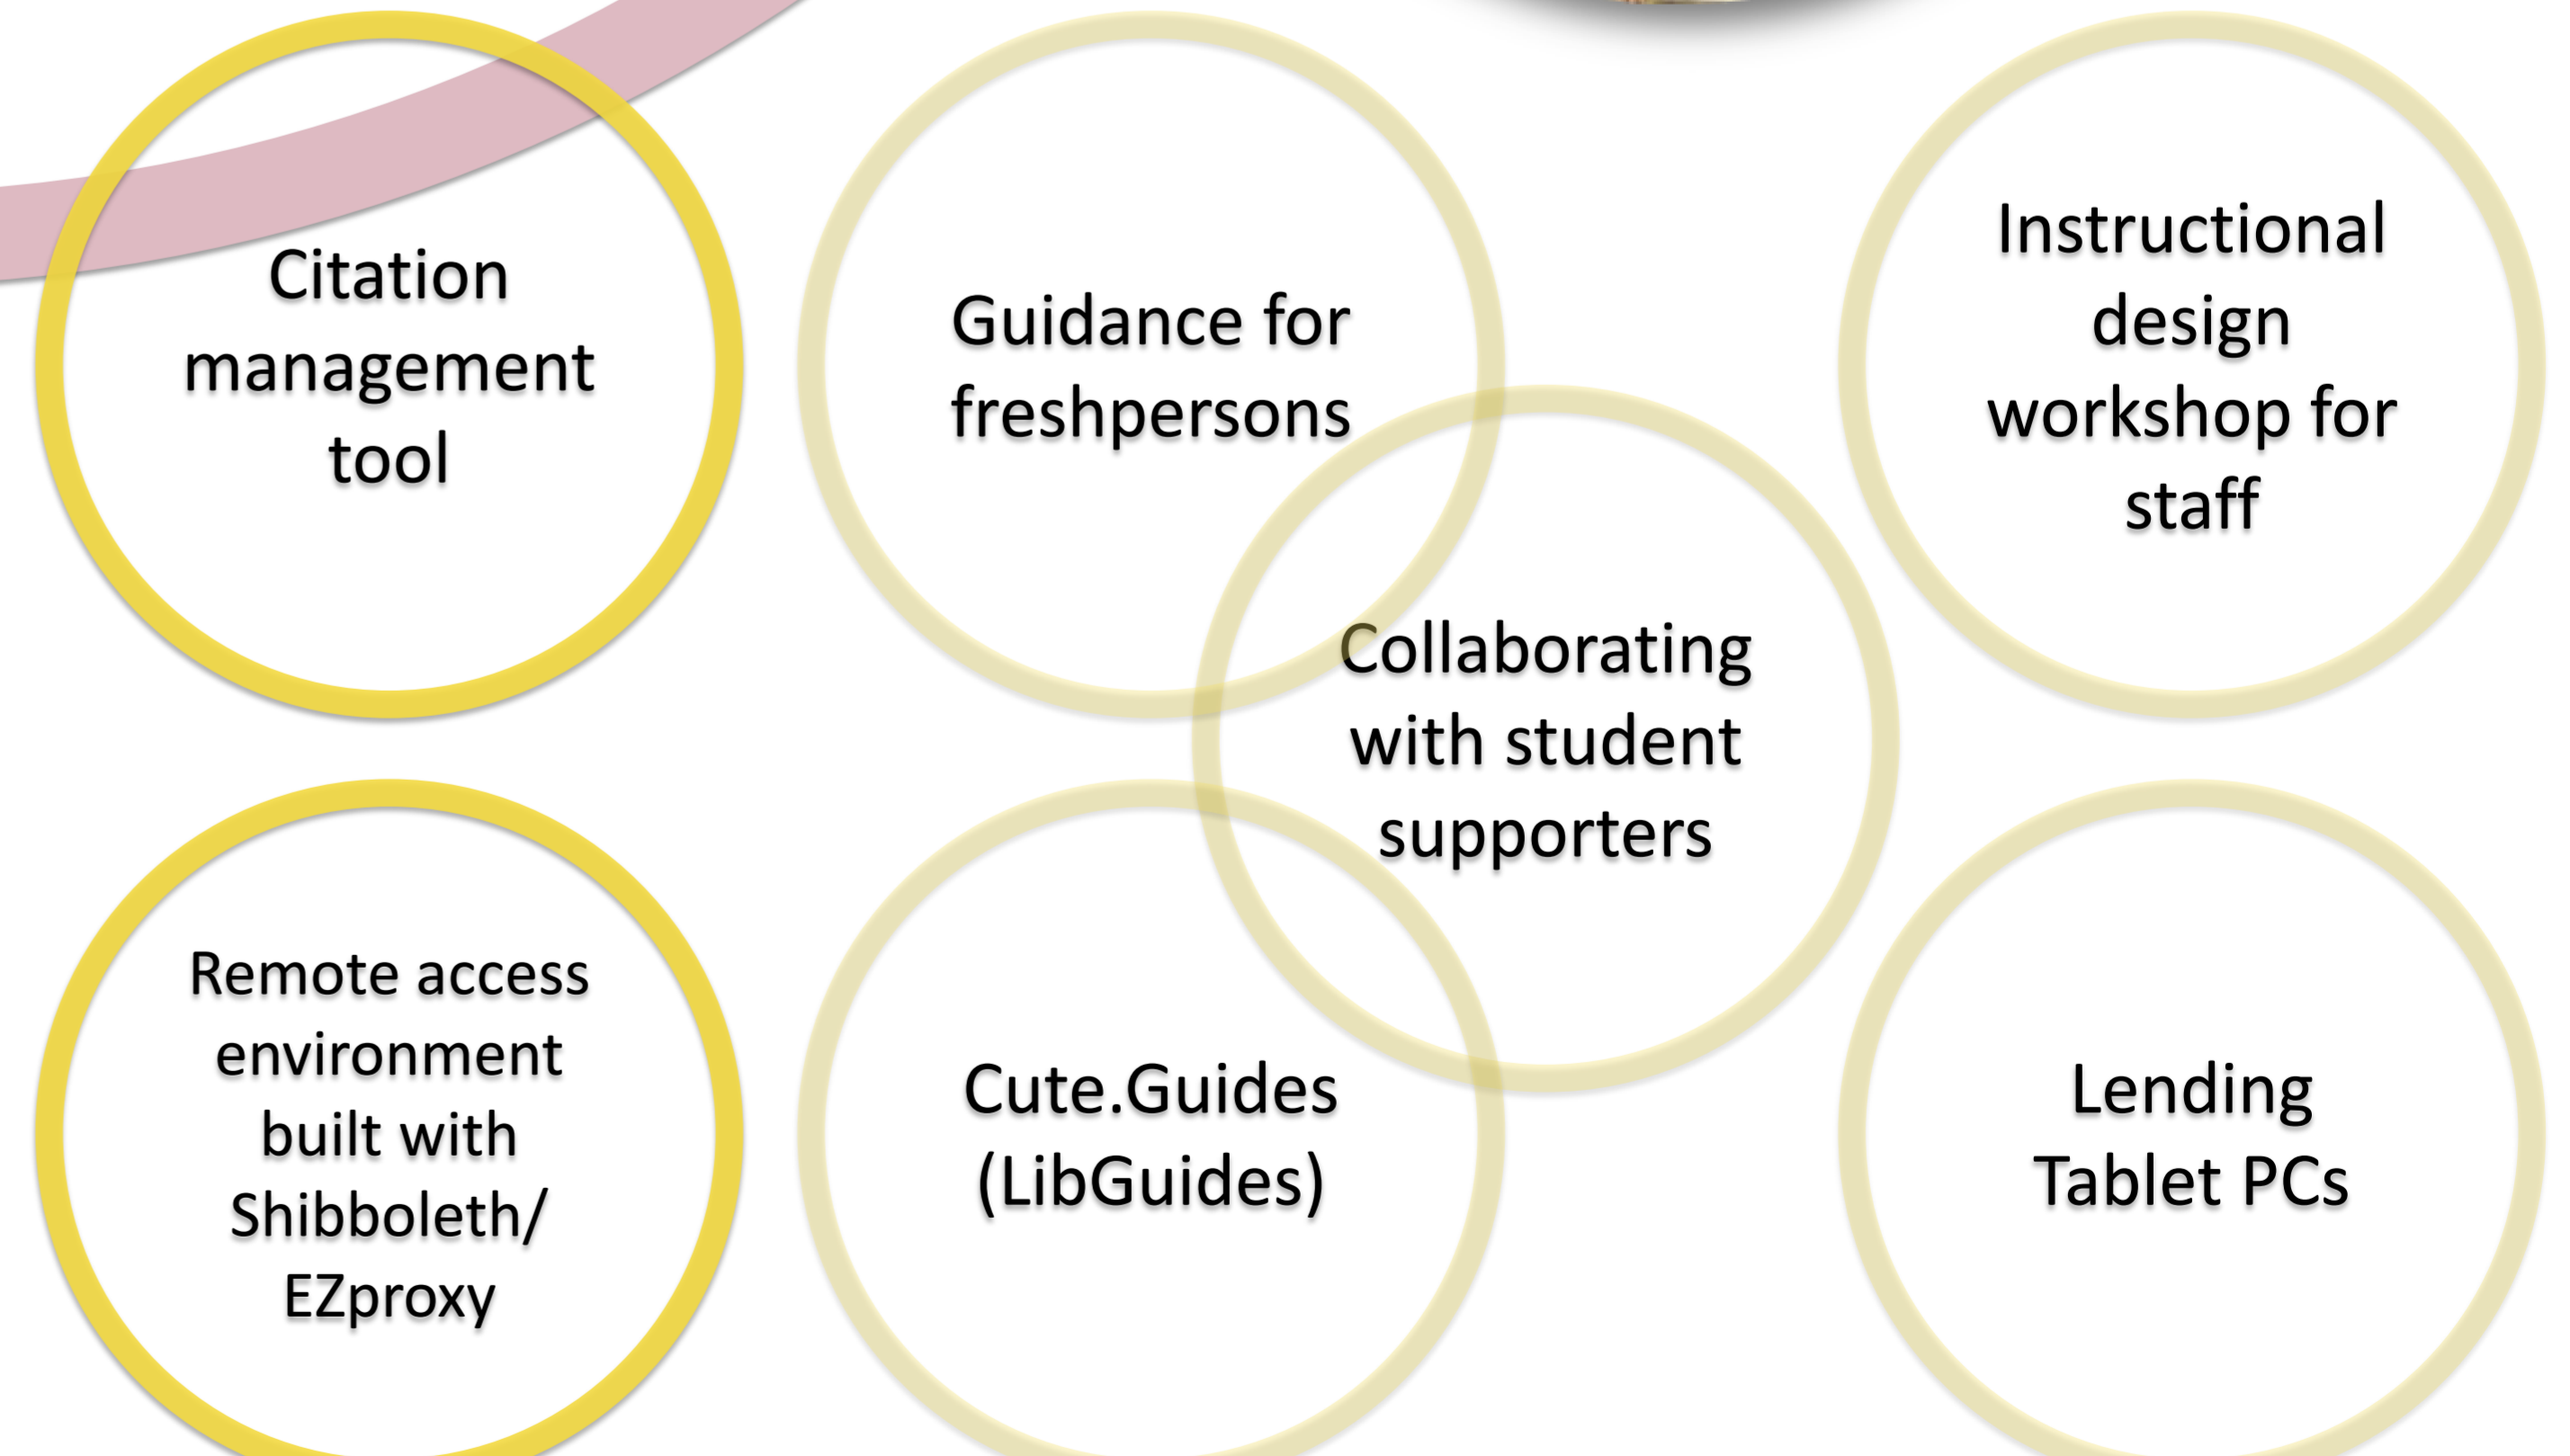 Citation
management
tool
Guidance for
freshpersons
Instructional
design
workshop for
staff
Collaborating
with student
supporters
Remote access
environment
built with
Shibboleth/
EZproxy
Cute.Guides
(LibGuides)
Lending
Tablet PCs